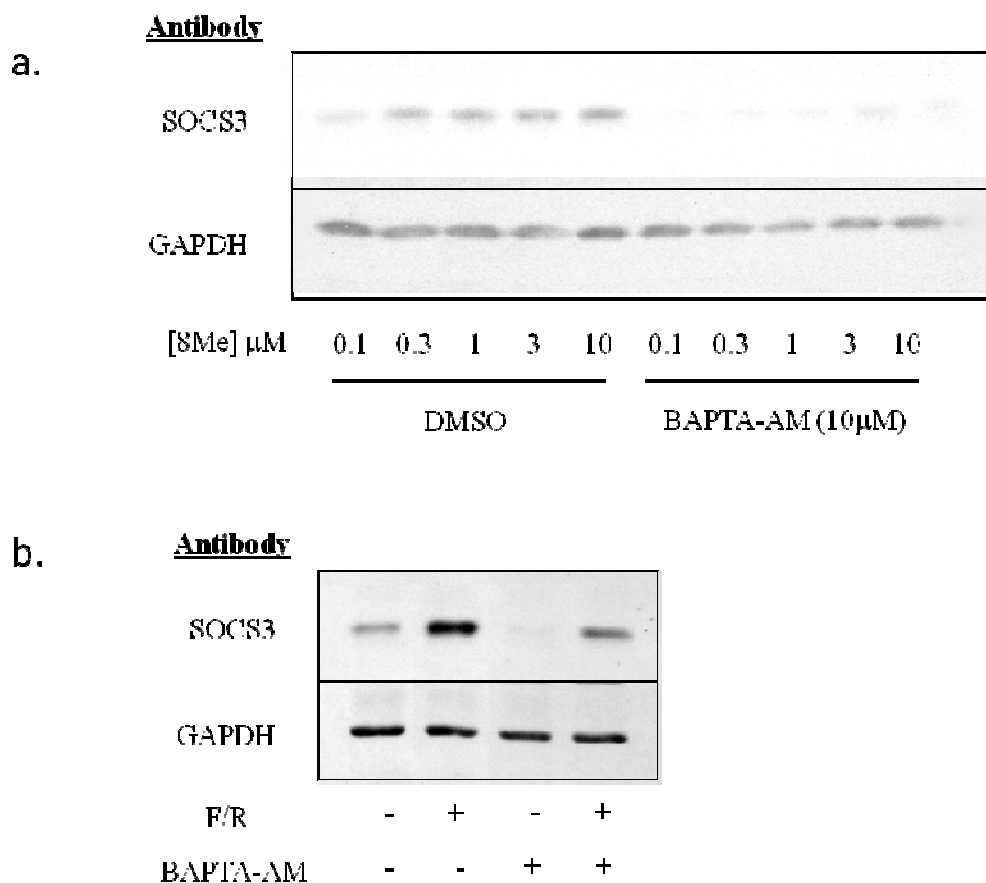 Antibody
a.
SOCS3
GAPDH
[8Me] μM 0.1 0.3 1 3 10 0.1 0.3 1 3 10
DMSO BAPTA-AM (10μM)
b.
Antibody
SOCS3
GAPDH
F/R - + - +
BAPTA-AM - - + +